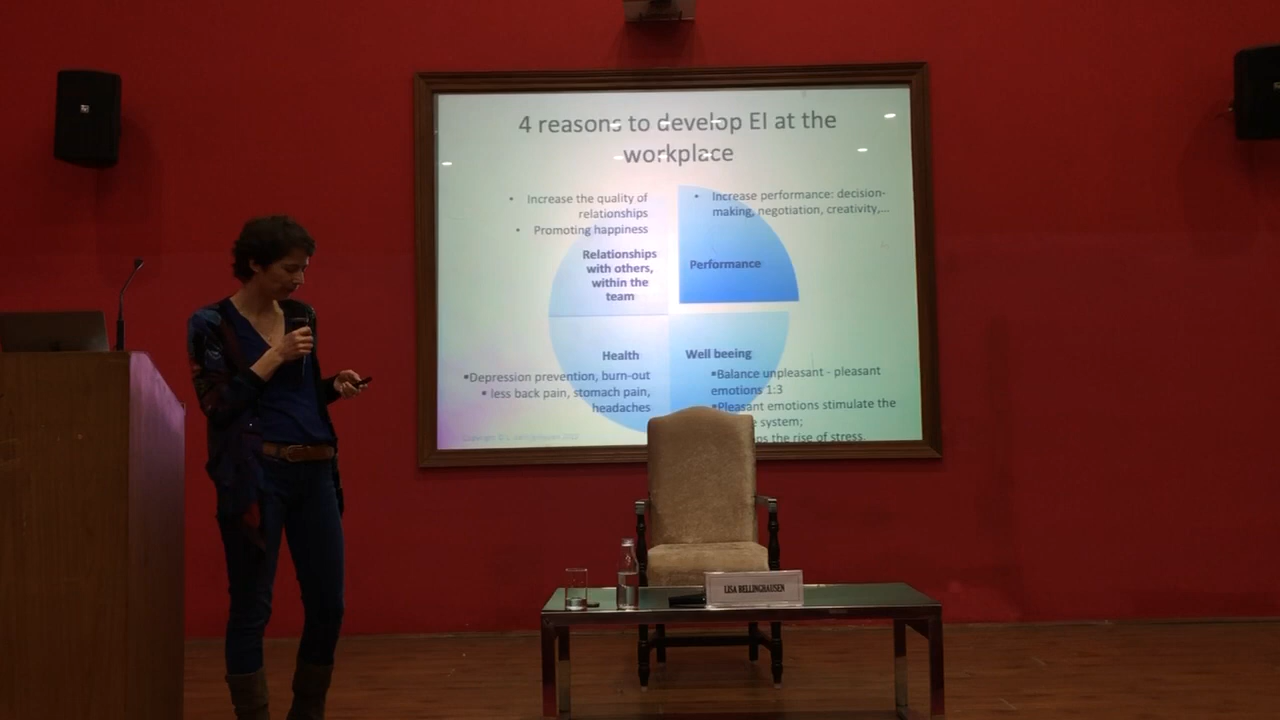 4 reasons to develop EI at the
workplace
• Increase the quality of
relationships
• Promoting happiness
Relationships
with others,
within the
team
• Increase performance: decision-
making, negotiation, creativity,...
Performance
Health
▪Depression prevention, burn-out
▪ less back pain, stomach pain,
headaches
Well beeing
▪Balance unpleasant - pleasant
emotions 1:3
▪Pleasant emotions stimulate the
system;
the rise of stress.
LISA BELLINGHAUSEN